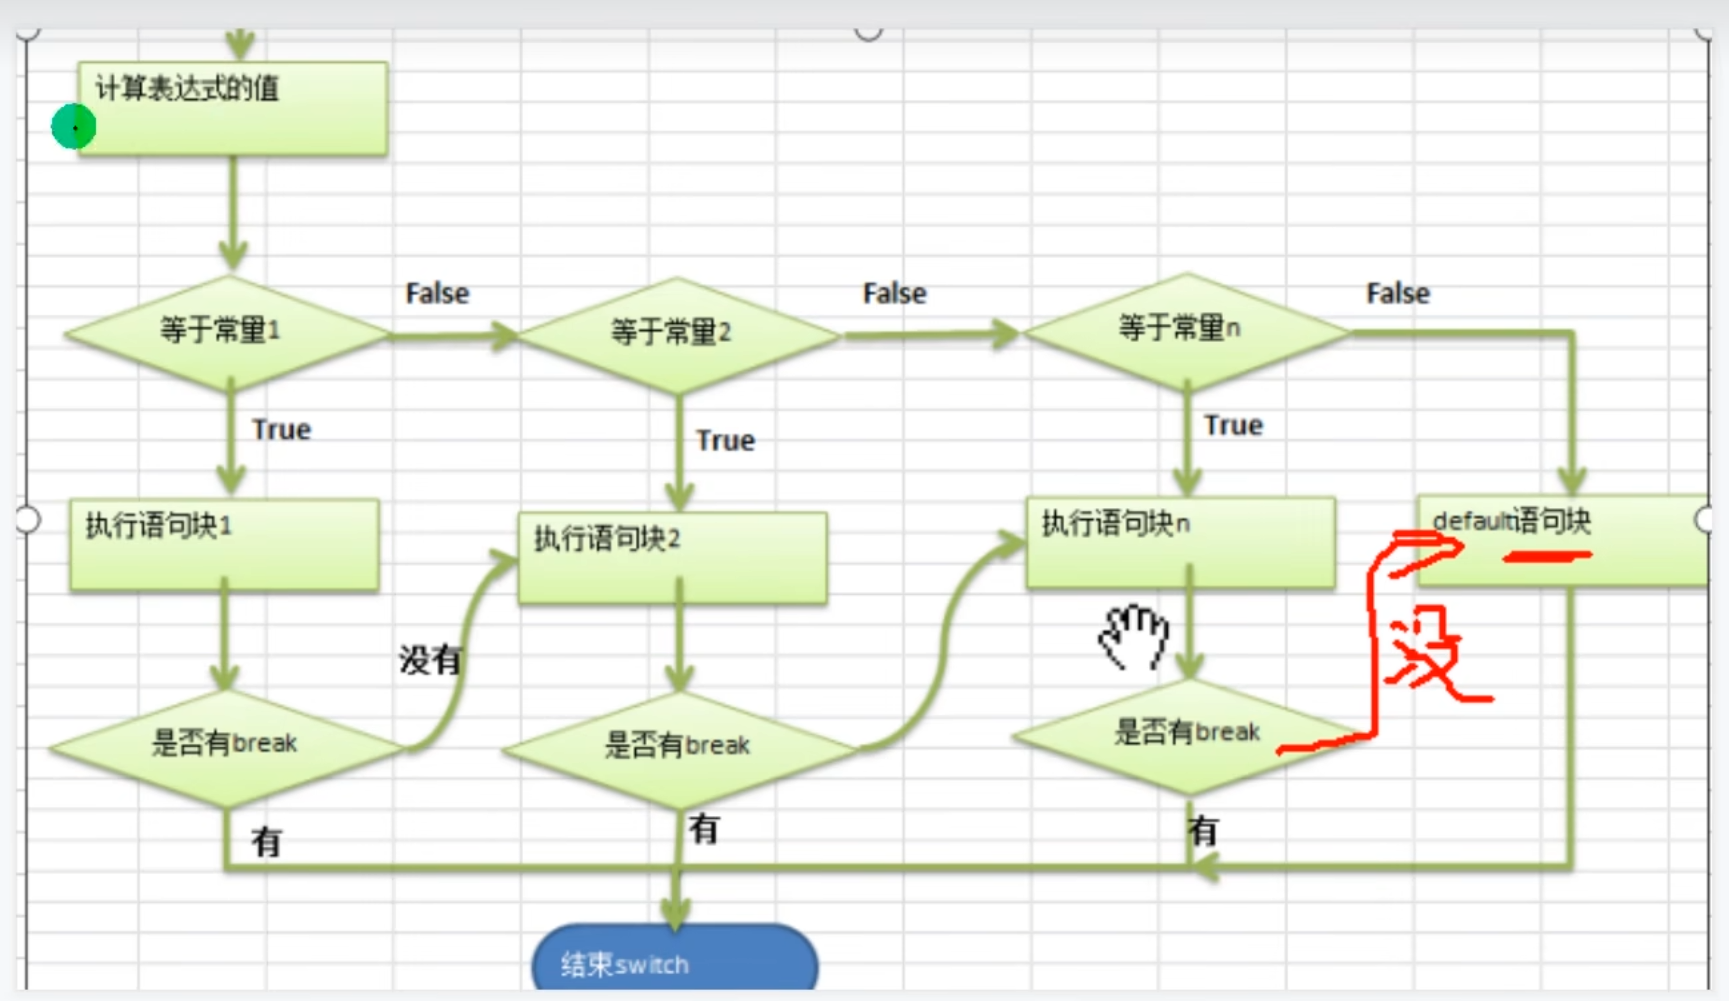 计算表达式的值
False
False
False
等于常量1
等于常量2
等于常量n
True
True
True
执行语句块1
执行语句块2
执行语句块n
default语句块
没有
是否有break
是否有break
是否有break
有
有
有
结束switch